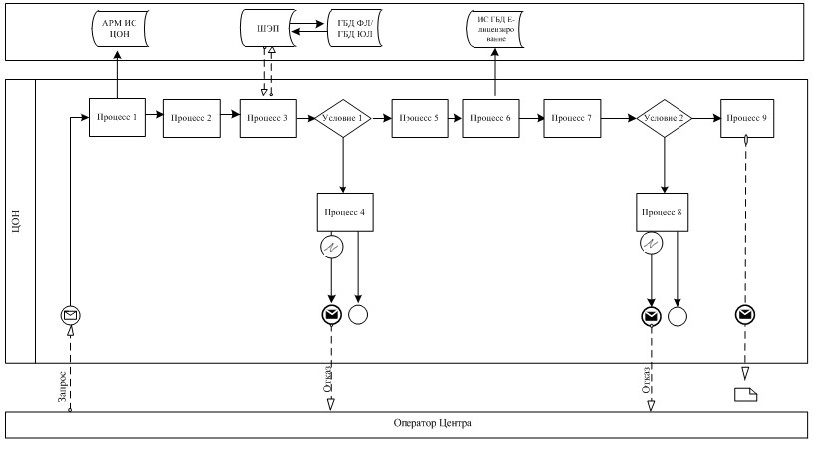 АРМ ИС
ЦОН
ШЭП
ГБД ФЛ/
ГБД ЮЛ
ИС ГБД Е-
лицензиро
вание
ЦОН
Процесс 1
Процесс 2
Процесс 3
Условие 1
Процесс 5
Процесс 6
Процесс 7
Условие 2
Процесс 9
Процесс 4
Процесс 8
Запрос
Отказ
Отказ
Оператор Центра